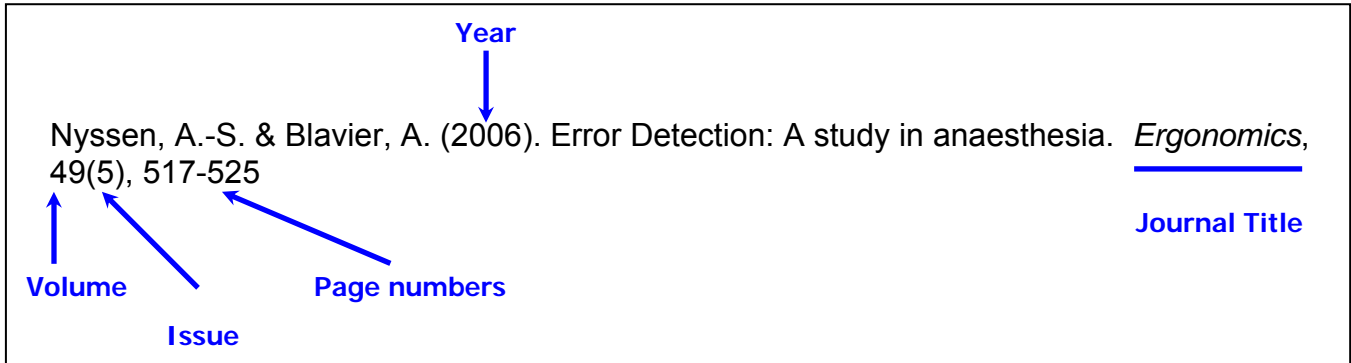 Year
Nyssen, A.-S. & Blavier, A. (2006). Error Detection: A study in anaesthesia. Ergonomics,
49(5), 517-525
Journal Title
Volume
Page numbers
Issue